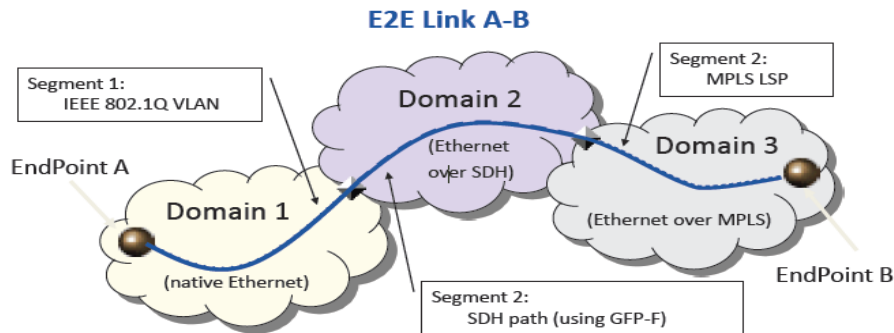 E2E Link A-B
Segment 1:
IEEE 802.1Q VLAN
Segment 2:
MPLS LSP
Domain 2
(Ethernet
over SDH)
Domain 3
(Ethernet over MPLS)
EndPoint A
Domain 1
(native Ethernet)
EndPoint B
Segment 2:
SDH path (using GFP-F)